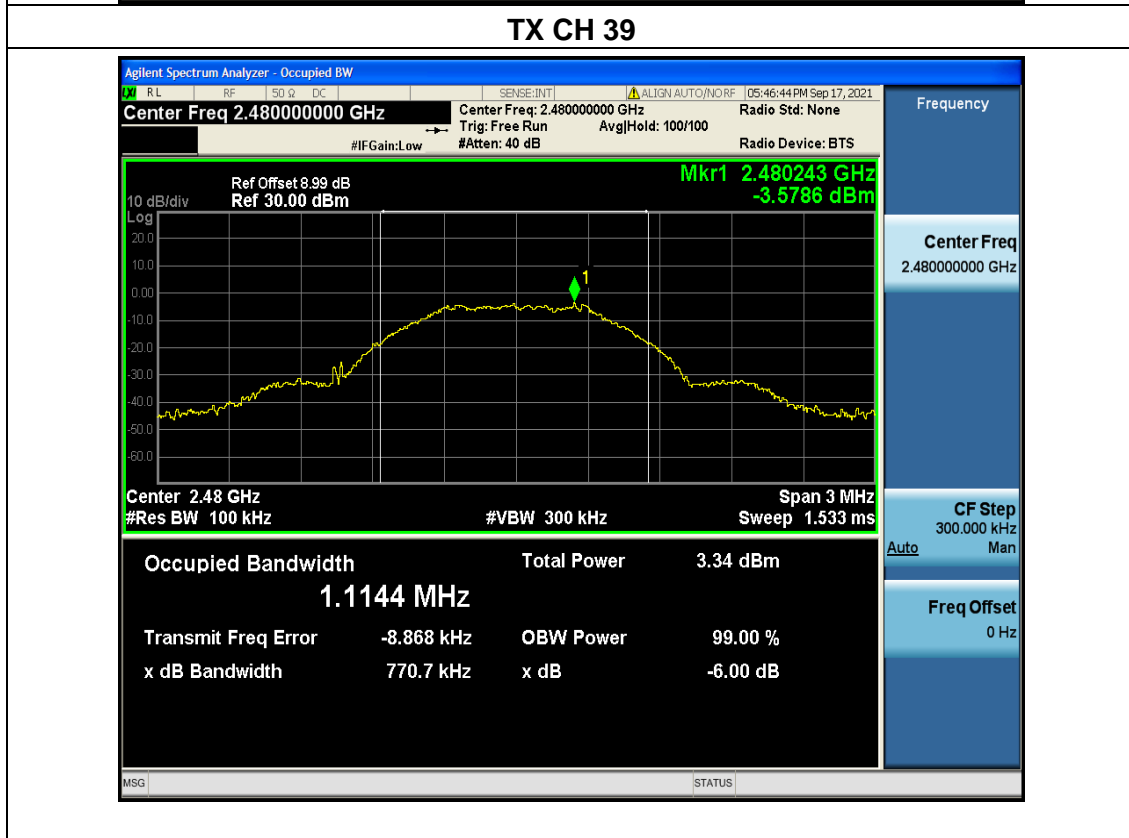 TX CH 39
Agilent Spectrum Analyzer - Occupied BW
LXI RL RF 50 Ω DC SENSE:INT ALIGN AUTO/NO RF 05:46:44 PM Sep 17, 2021
Center Freq 2.480000000 GHz Center Freq: 2.480000000 GHz Radio Std: None
Trig: Free Run Avg|Hold: 100/100
#IFGain:Low #Atten: 40 dB Radio Device: BTS
Mkr1 2.480243 GHz
-3.5786 dBm
Ref Offset 8.99 dB
10 dB/div Ref 30.00 dBm
Log
20.0
10.0
0.00
-10.0
-20.0
-30.0
-40.0
-50.0
-60.0
1
Center 2.48 GHz Span 3 MHz
#Res BW 100 kHz #VBW 300 kHz Sweep 1.533 ms
Occupied Bandwidth Total Power 3.34 dBm
1.1144 MHz
Transmit Freq Error -8.868 kHz OBW Power 99.00 %
x dB Bandwidth 770.7 kHz x dB -6.00 dB
MSG STATUS
Frequency
Center Freq
2.480000000 GHz
CF Step
300.000 kHz
Auto Man
Freq Offset
0 Hz